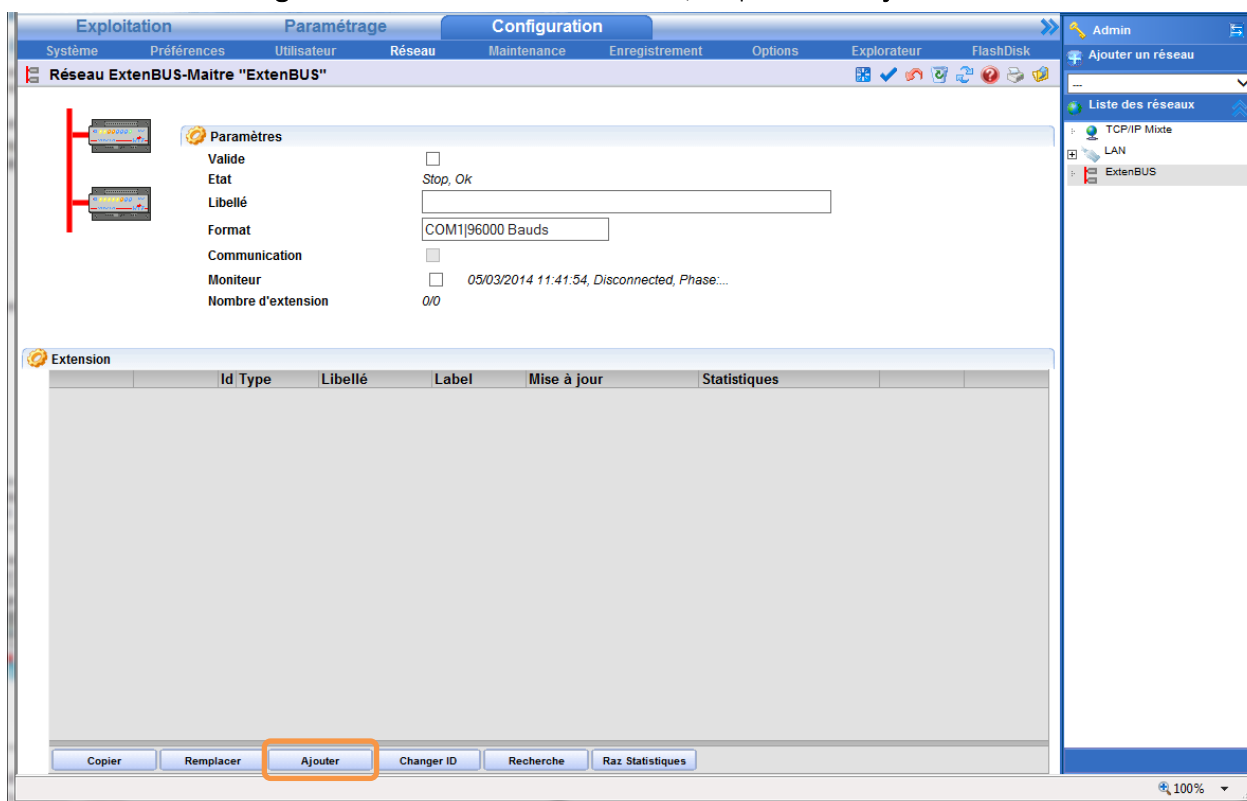 Exploitation Paramétrage Configuration
Système Préférences Utilisateur Réseau Maintenance Enregistrement Options Explorateur FlashDisk
Réseau ExtenBUS-Maitre "ExtenBUS"
Paramètres
Valide
Etat Stop, Ok
Libellé
Format COM1|96000 Bauds
Communication
Moniteur 05/03/2014 11:41:54, Disconnected, Phase:...
Nombre d'extension 0/0
Extension
Id Type Libellé Label Mise à jour Statistiques
Copier Remplacer Ajouter Changer ID Recherche Raz Statistiques
Admin
Ajouter un réseau
---
Liste des réseaux
TCP/IP Mixte
LAN
ExtenBUS
100%